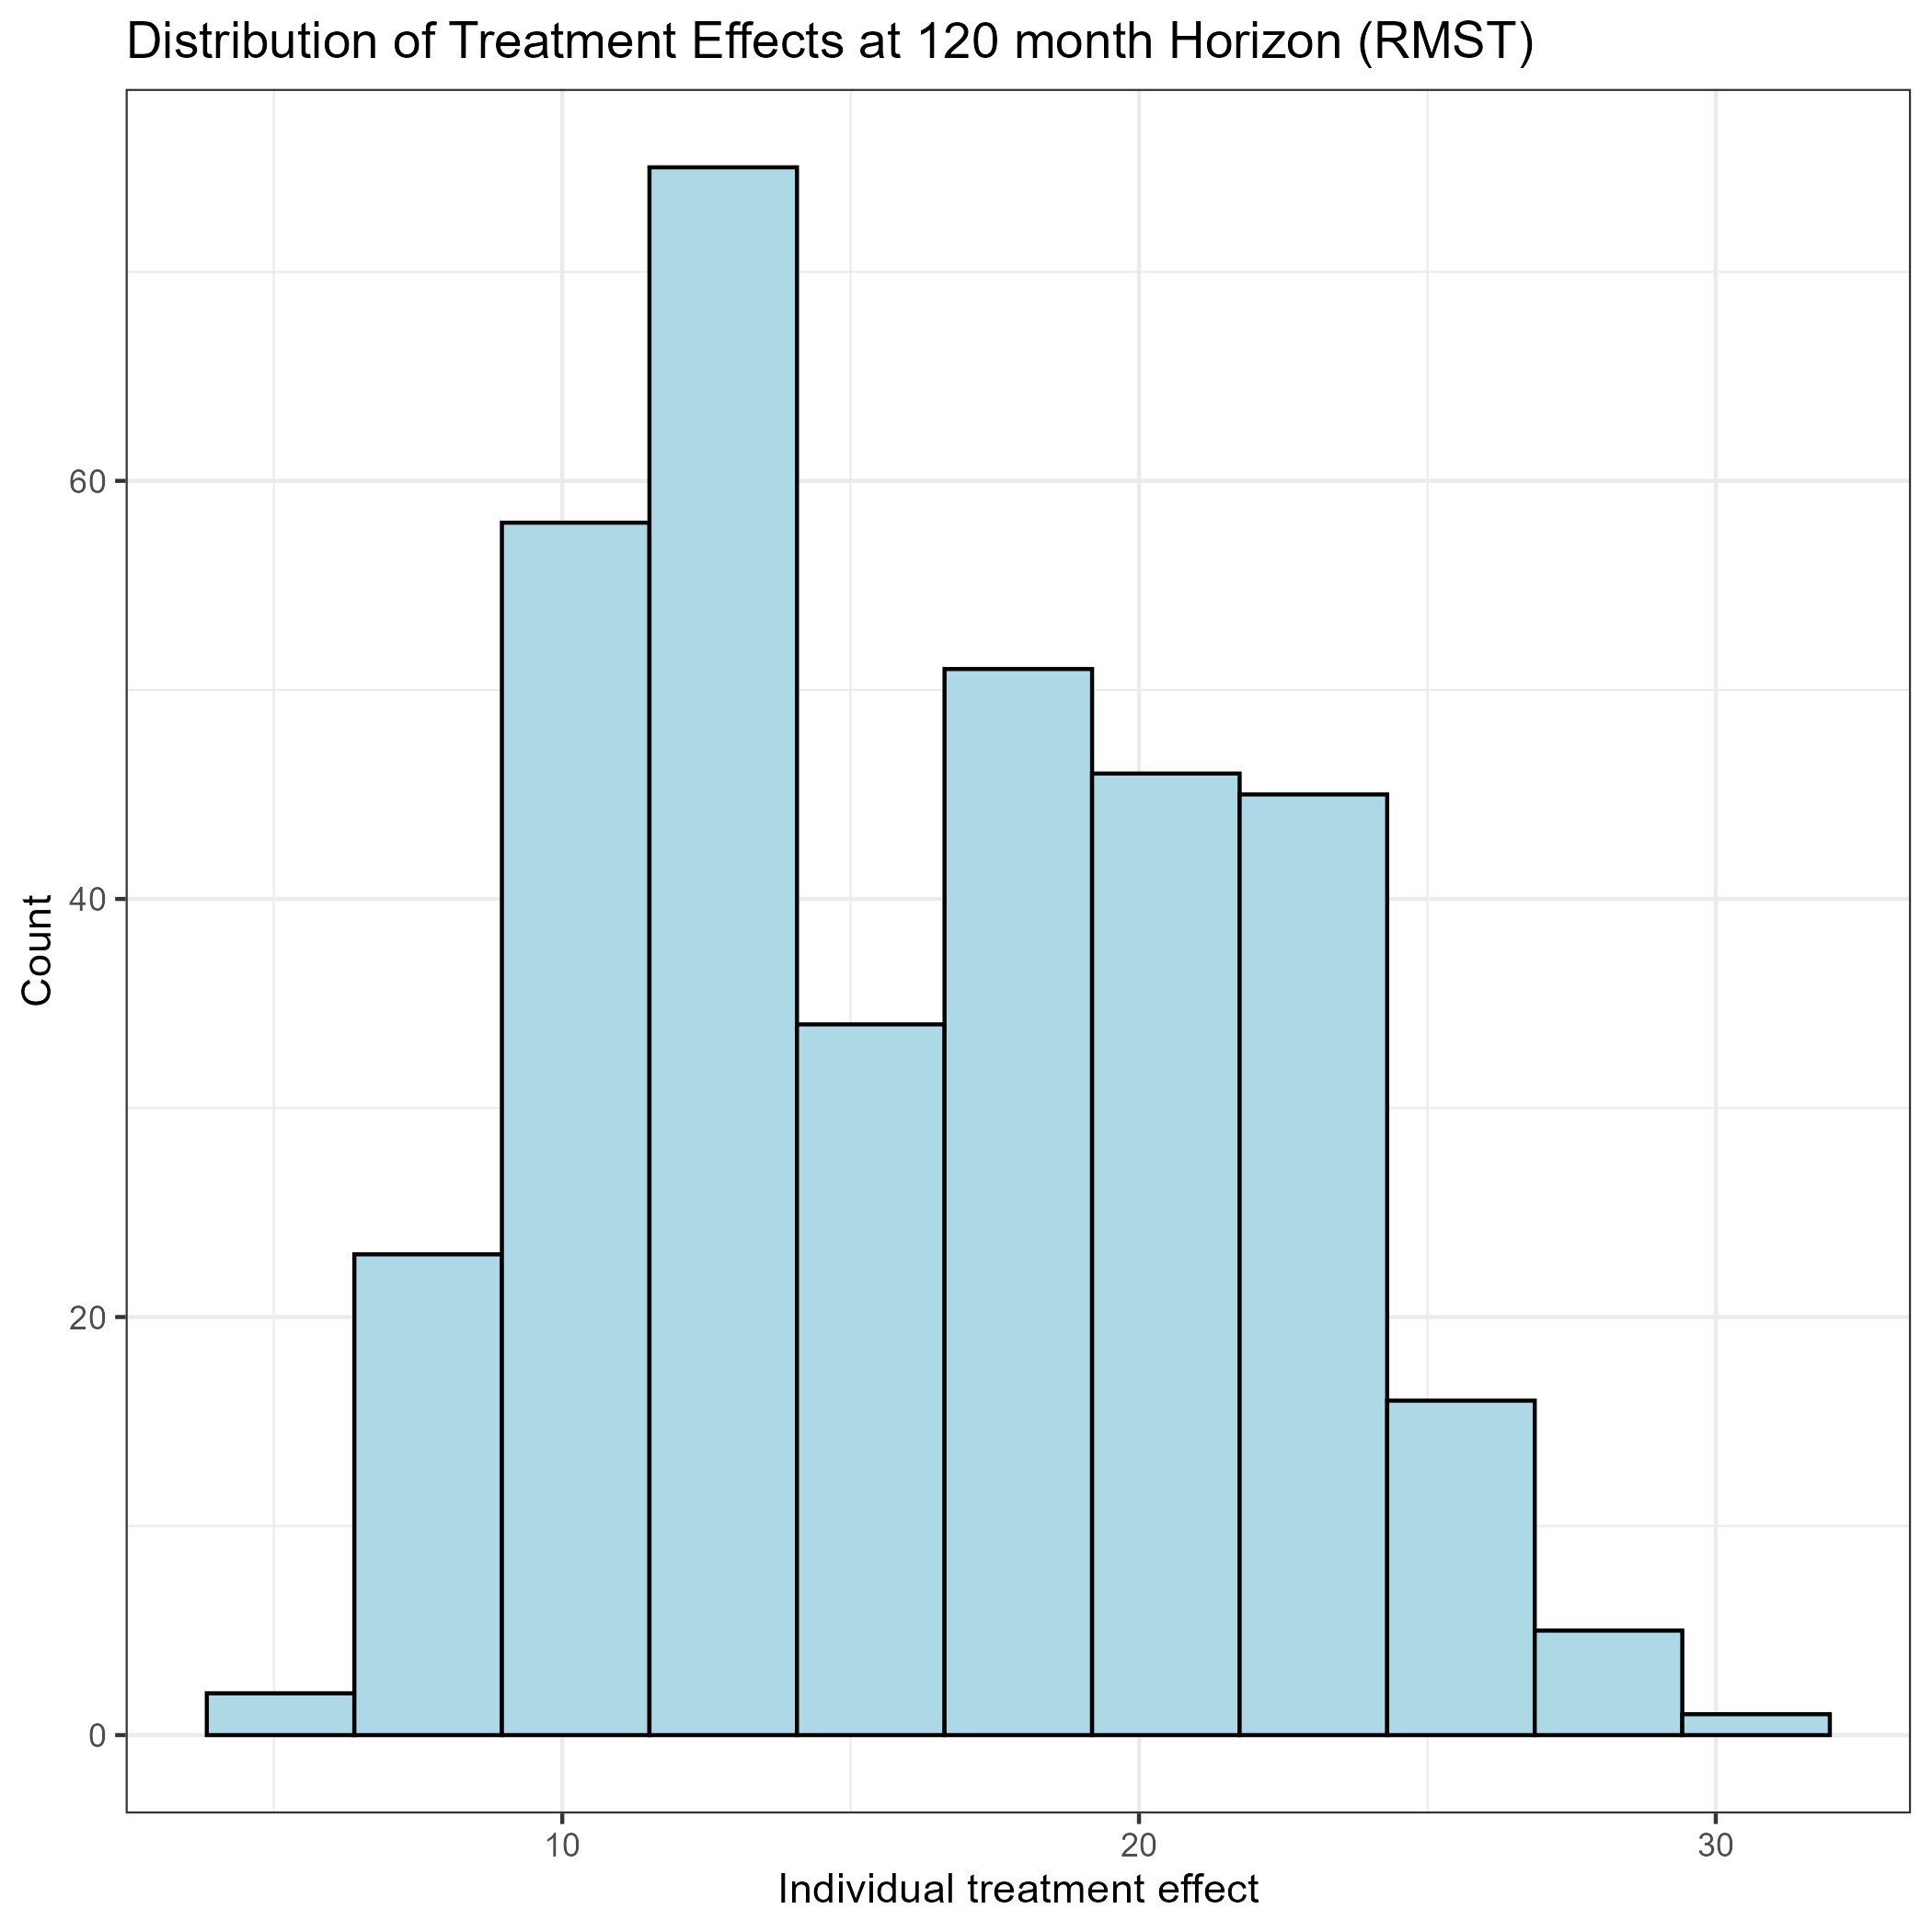 Distribution of Treatment Effects at 120 month Horizon (RMST)
60
40
20
0
Count
10 20 30
Individual treatment effect